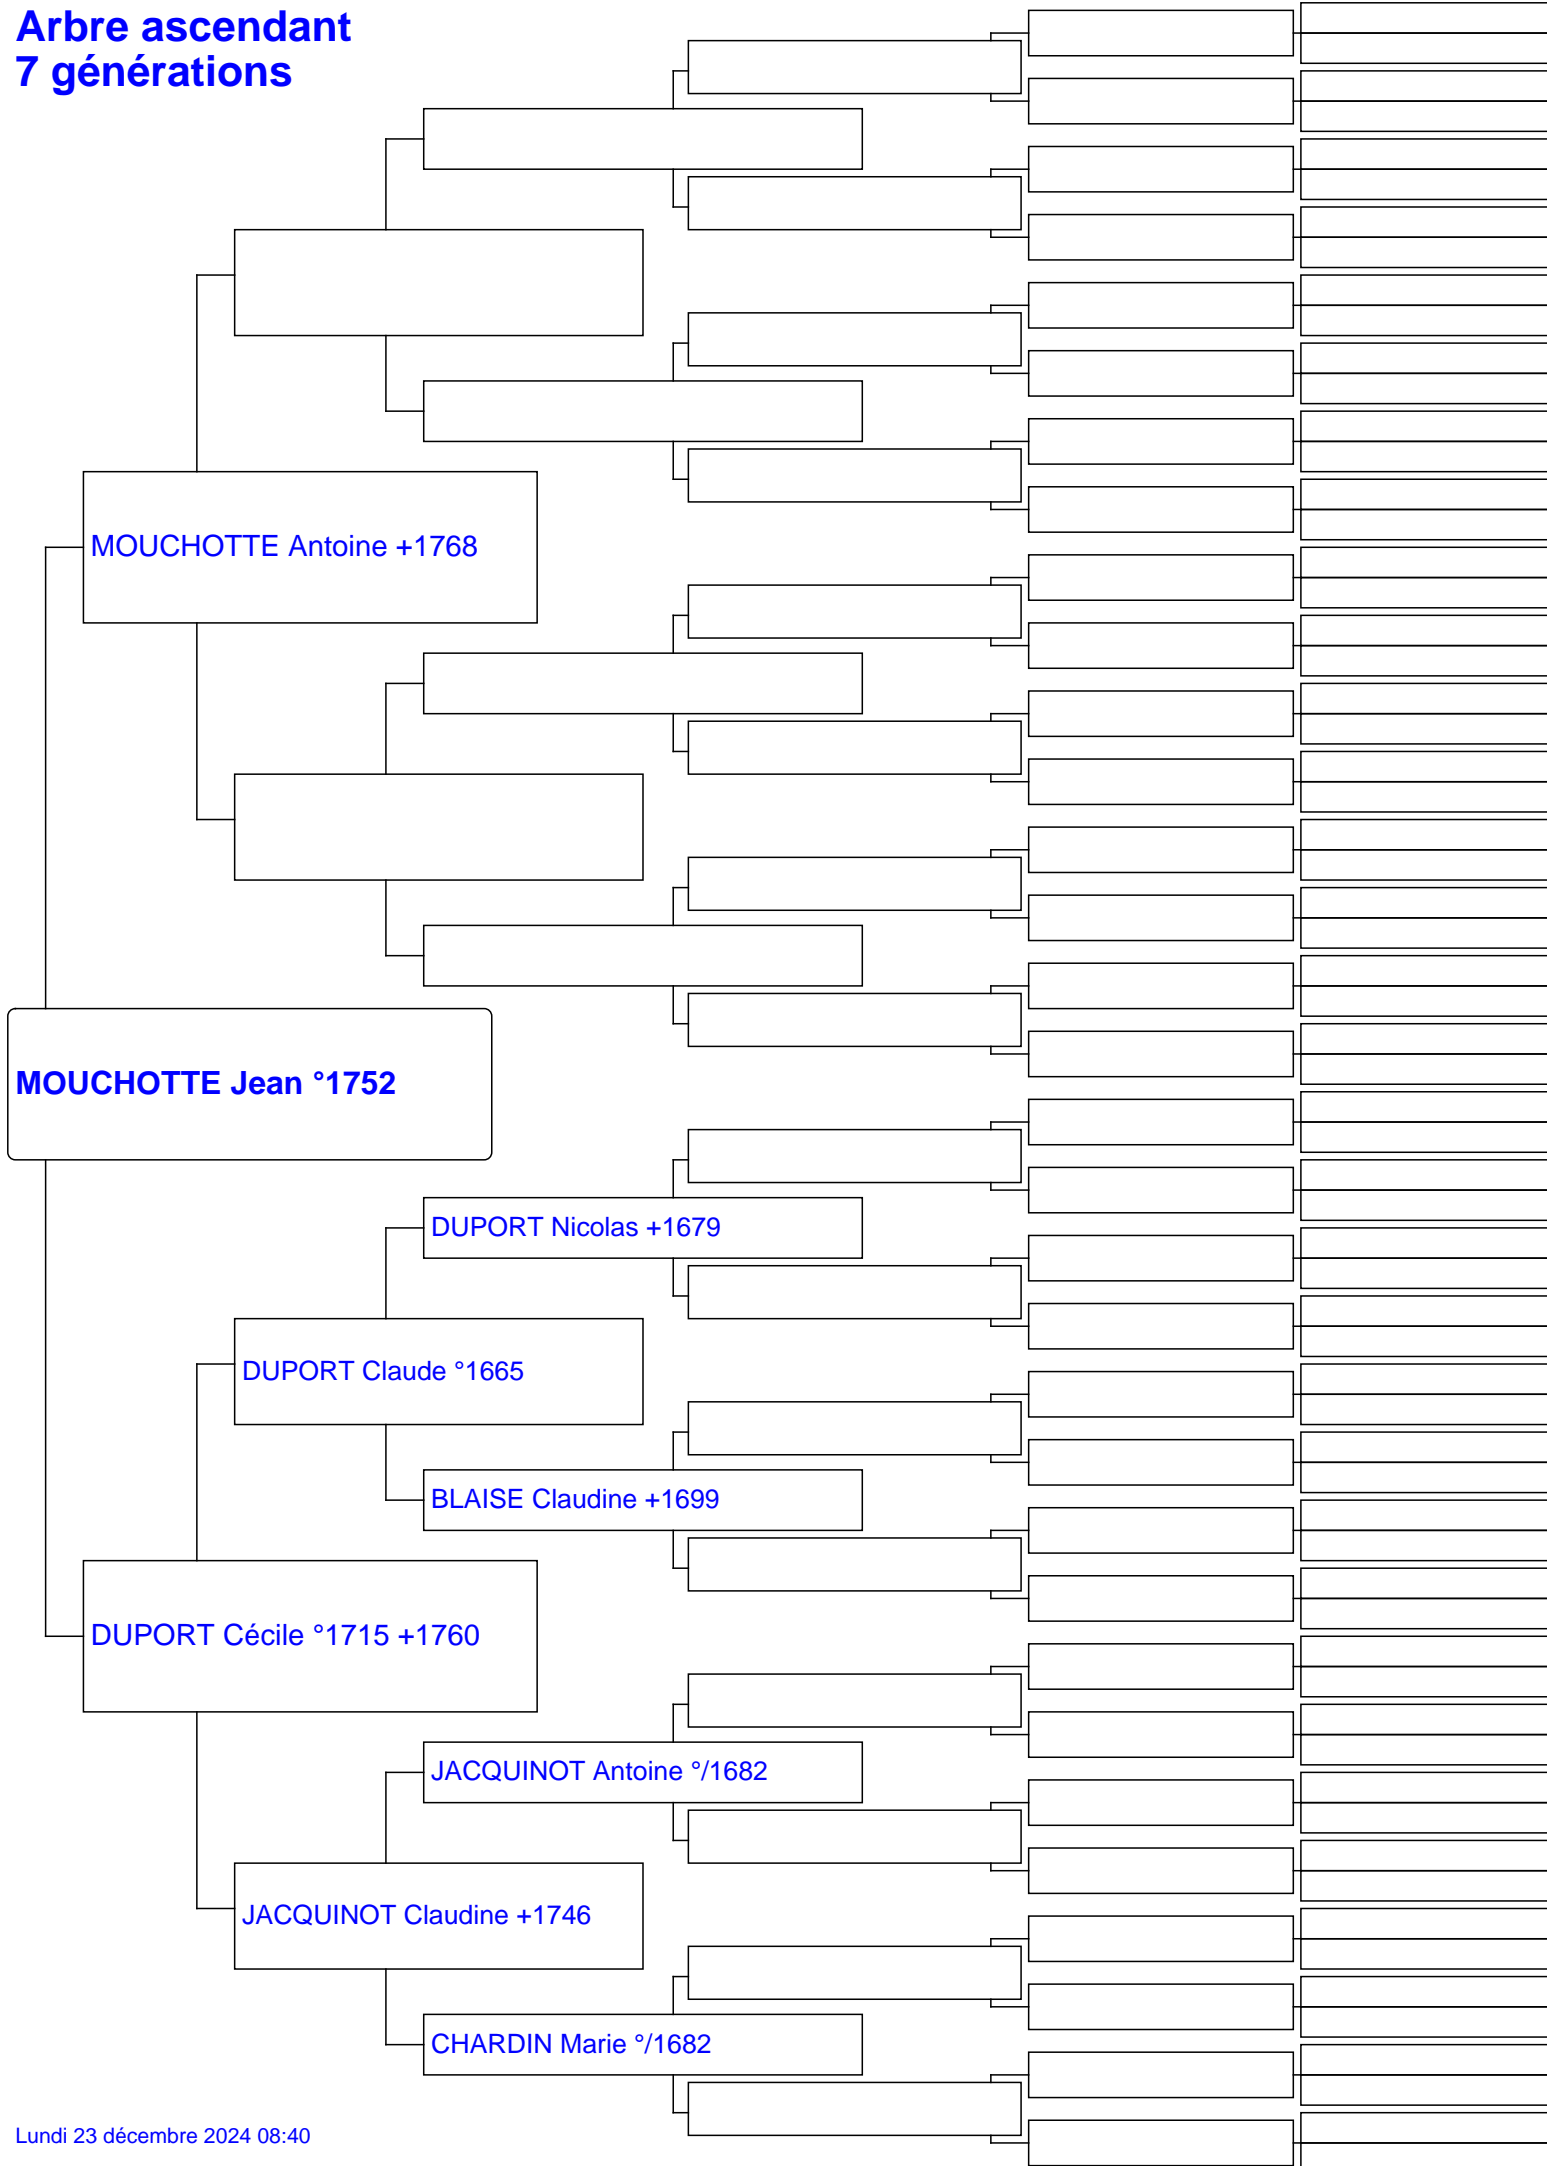 Arbre ascendant
7 générations
MOUCHOTTE Antoine +1768
MOUCHOTTE Jean °1752
DUPORT Nicolas +1679
DUPORT Claude °1665
BLAISE Claudine +1699
DUPORT Cécile °1715 +1760
JACQUINOT Antoine °/1682
JACQUINOT Claudine +1746
CHARDIN Marie °/1682
Lundi 23 décembre 2024 08:40